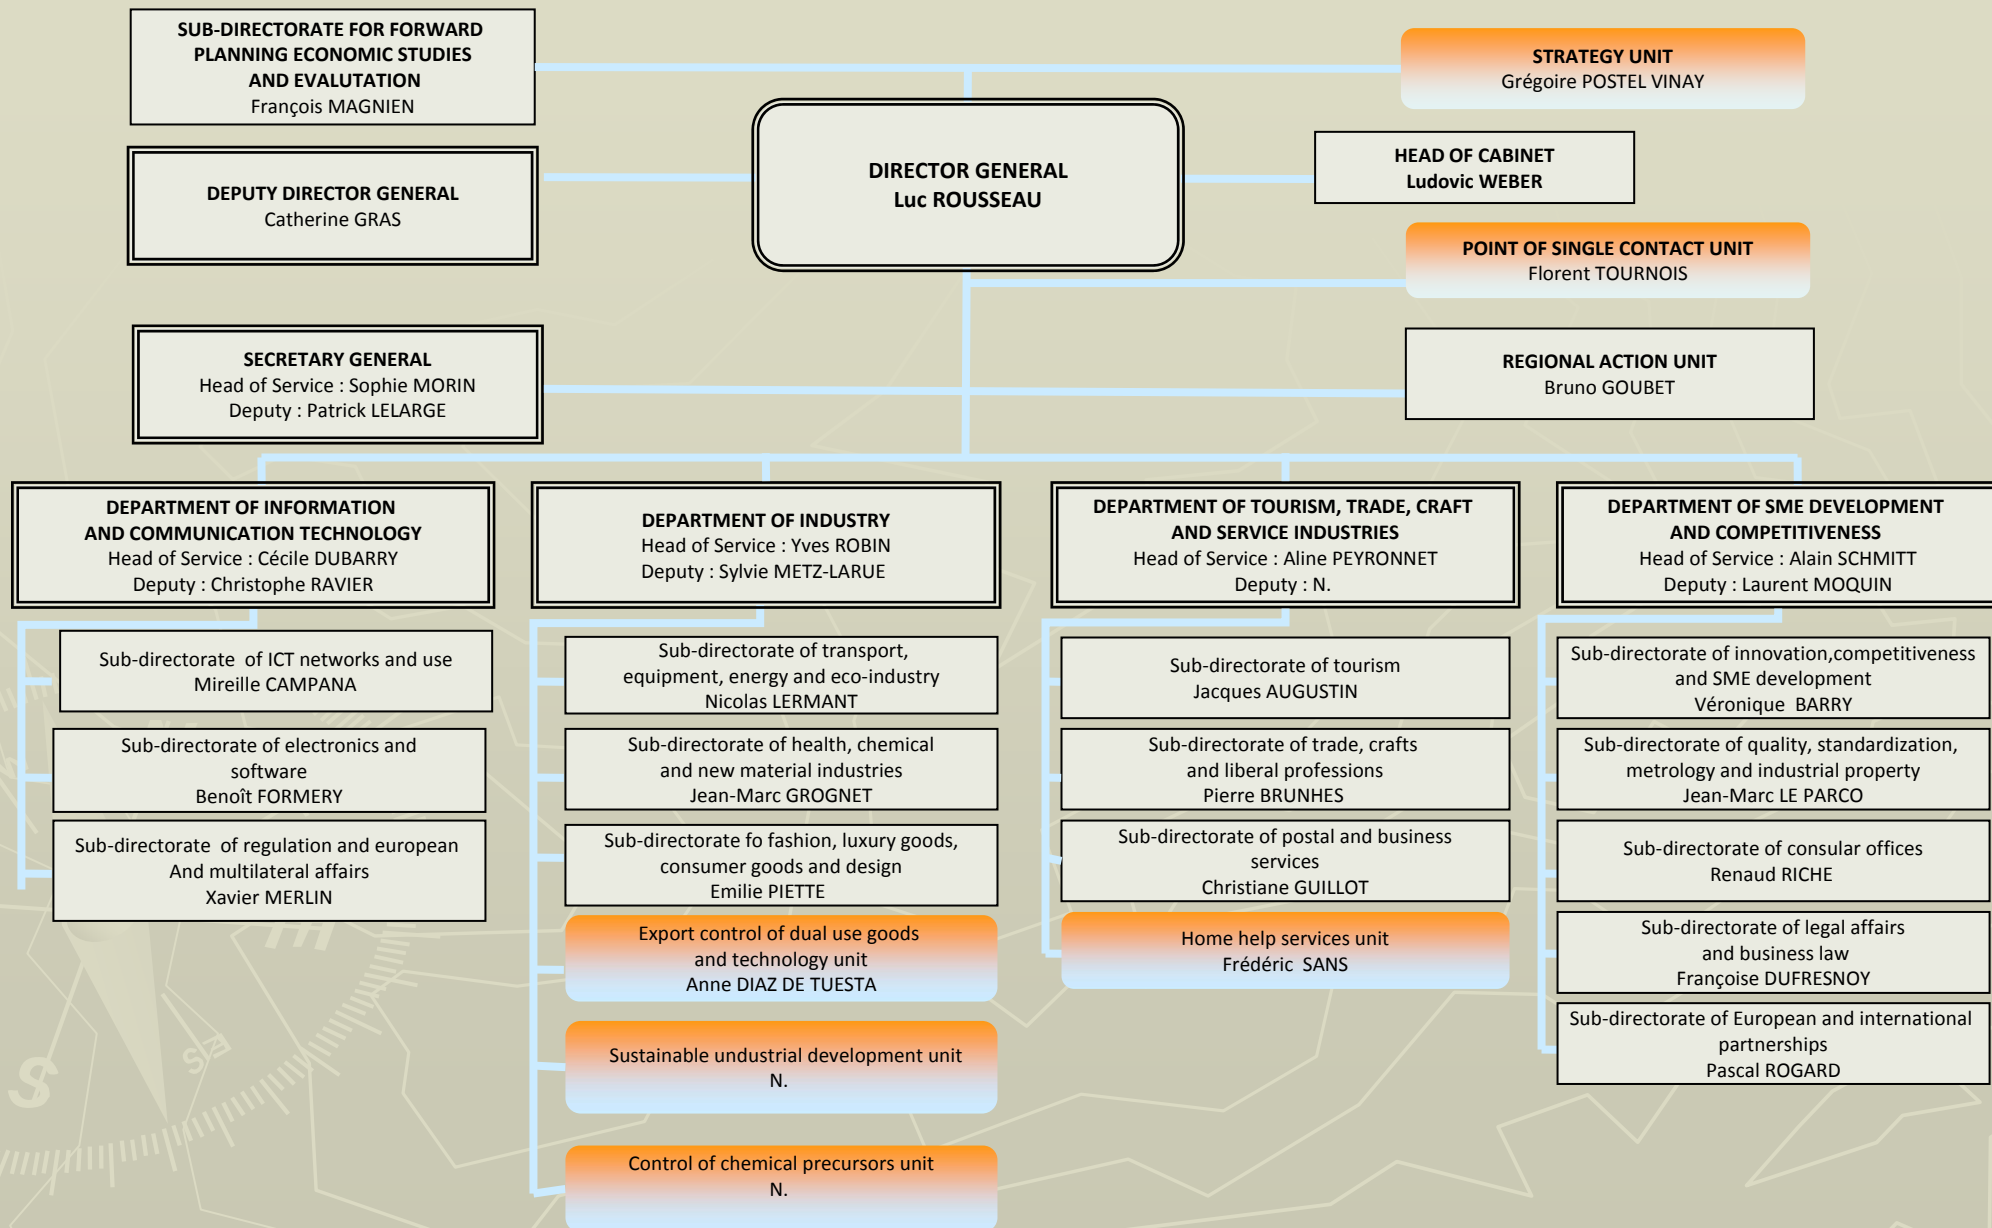 SUB-DIRECTORATE FOR FORWARD
PLANNING ECONOMIC STUDIES
AND EVALUTATION
François MAGNIEN
STRATEGY UNIT
Grégoire POSTEL VINAY
DIRECTOR GENERAL
Luc ROUSSEAU
HEAD OF CABINET
Ludovic WEBER
DEPUTY DIRECTOR GENERAL
Catherine GRAS
POINT OF SINGLE CONTACT UNIT
Florent TOURNOIS
SECRETARY GENERAL
Head of Service : Sophie MORIN
Deputy : Patrick LELARGE
REGIONAL ACTION UNIT
Bruno GOUBET
DEPARTMENT OF INFORMATION
AND COMMUNICATION TECHNOLOGY
Head of Service : Cécile DUBARRY
Deputy : Christophe RAVIER
Sub-directorate of ICT networks and use
Mireille CAMPANA
Sub-directorate of electronics and
software
Benoît FORMERY
Sub-directorate of regulation and european
And multilateral affairs
Xavier MERLIN
DEPARTMENT OF INDUSTRY
Head of Service : Yves ROBIN
Deputy : Sylvie METZ-LARUE
Sub-directorate of transport,
equipment, energy and eco-industry
Nicolas LERMANT
Sub-directorate of health, chemical
and new material industries
Jean-Marc GROGNET
Sub-directorate fo fashion, luxury goods,
consumer goods and design
Emilie PIETTE
Export control of dual use goods
and technology unit
Anne DIAZ DE TUESTA
Sustainable undustrial development unit
N.
Control of chemical precursors unit
N.
DEPARTMENT OF TOURISM, TRADE, CRAFT
AND SERVICE INDUSTRIES
Head of Service : Aline PEYRONNET
Deputy : N.
Sub-directorate of tourism
Jacques AUGUSTIN
Sub-directorate of trade, crafts
and liberal professions
Pierre BRUNHES
Sub-directorate of postal and business
services
Christiane GUILLOT
Home help services unit
Frédéric SANS
DEPARTMENT OF SME DEVELOPMENT
AND COMPETITIVENESS
Head of Service : Alain SCHMITT
Deputy : Laurent MOQUIN
Sub-directorate of innovation,competitiveness
and SME development
Véronique BARRY
Sub-directorate of quality, standardization,
metrology and industrial property
Jean-Marc LE PARCO
Sub-directorate of consular offices
Renaud RICHE
Sub-directorate of legal affairs
and business law
Françoise DUFRESNOY
Sub-directorate of European and international
partnerships
Pascal ROGARD
S